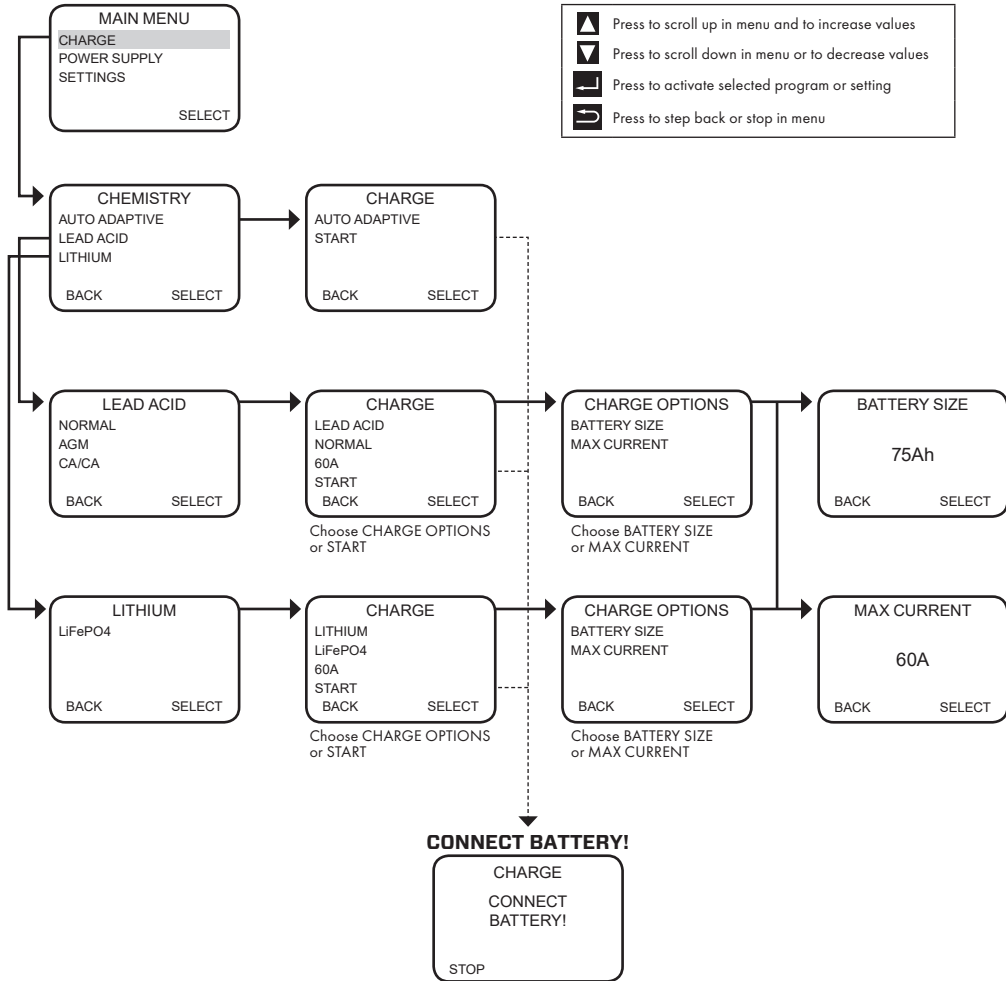 MAIN MENU
CHARGE
POWER SUPPLY
SETTINGS
SELECT
Press to scroll up in menu and to increase values
Press to scroll down in menu or to decrease values
Press to activate selected program or setting
Press to step back or stop in menu
CHEMISTRY
AUTO ADAPTIVE
LEAD ACID
LITHIUM
BACK SELECT
CHARGE
AUTO ADAPTIVE
START
BACK SELECT
LEAD ACID
NORMAL
AGM
CA/CA
BACK SELECT
CHARGE
LEAD ACID
NORMAL
60A
START
BACK SELECT
Choose CHARGE OPTIONS
or START
CHARGE OPTIONS
BATTERY SIZE
MAX CURRENT
BACK SELECT
Choose BATTERY SIZE
or MAX CURRENT
BATTERY SIZE
75Ah
BACK SELECT
LITHIUM
LiFePO4
BACK SELECT
CHARGE
LITHIUM
LiFePO4
60A
START
BACK SELECT
Choose CHARGE OPTIONS
or START
CHARGE OPTIONS
BATTERY SIZE
MAX CURRENT
BACK SELECT
Choose BATTERY SIZE
or MAX CURRENT
MAX CURRENT
60A
BACK SELECT
CONNECT BATTERY!
CHARGE
CONNECT
BATTERY!
STOP